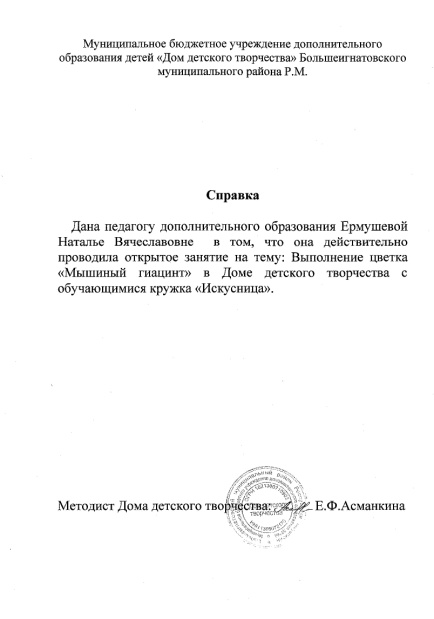 Муниципальное бюджетное учреждение дополнительного
образования детей «Дом детского творчества» Большеигнатовского
муниципального района Р.М.
Справка
Дана педагогу дополнительного образования Ермушевой
Наталье Вячеславовне в том, что она действительно
проводила открытое занятие на тему: Выполнение цветка
«Мышиный гиацинт» в Доме детского творчества с
обучающимися кружка «Искусница».
Методист Дома детского творчества: Е.Ф.Асманкина